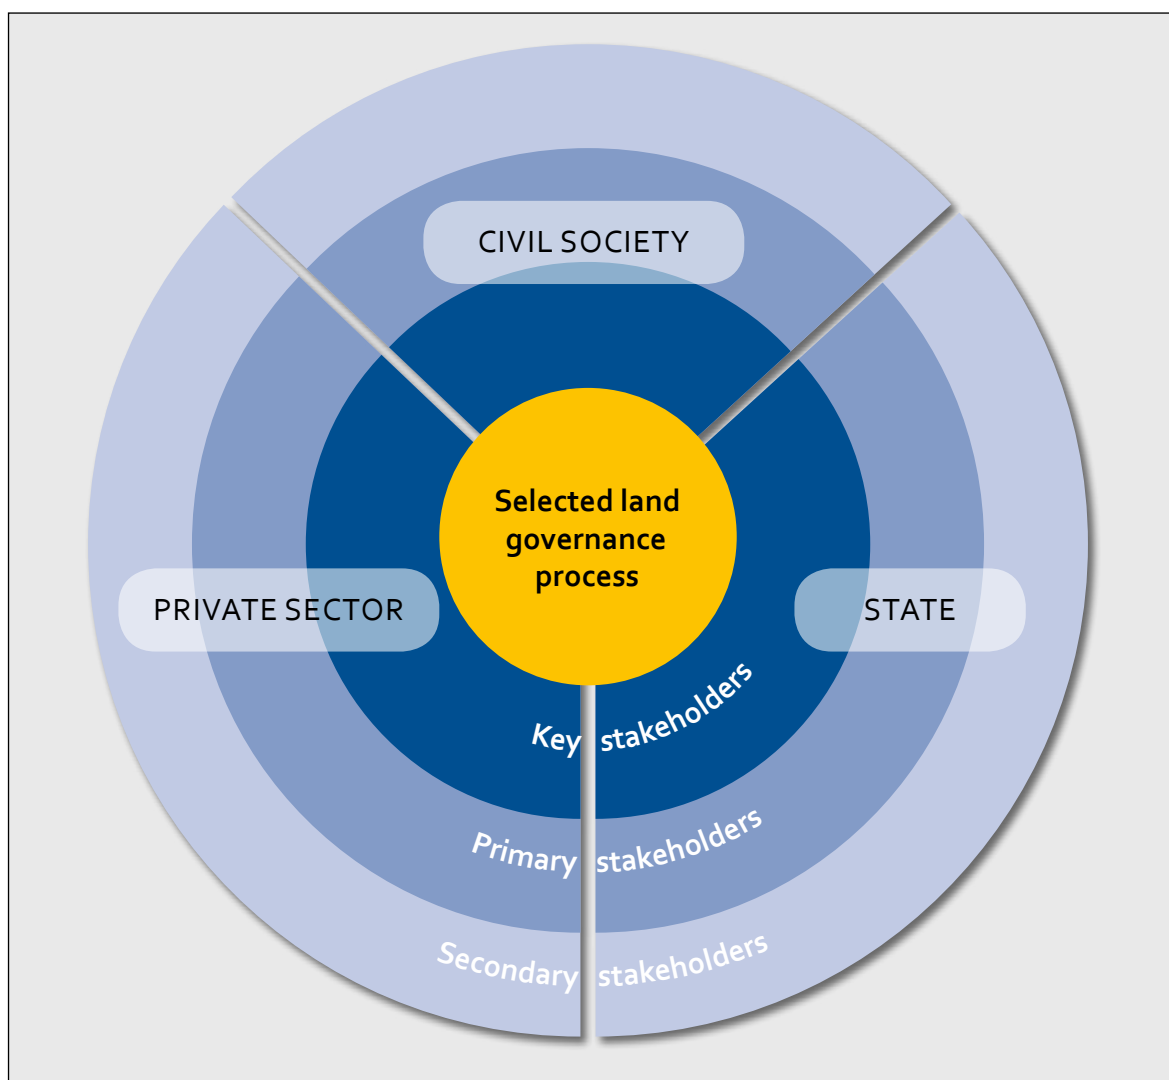 CIVIL SOCIETY
Selected land
governance
process
PRIVATE SECTOR
STATE
Key stakeholders
Primary stakeholders
Secondary stakeholders